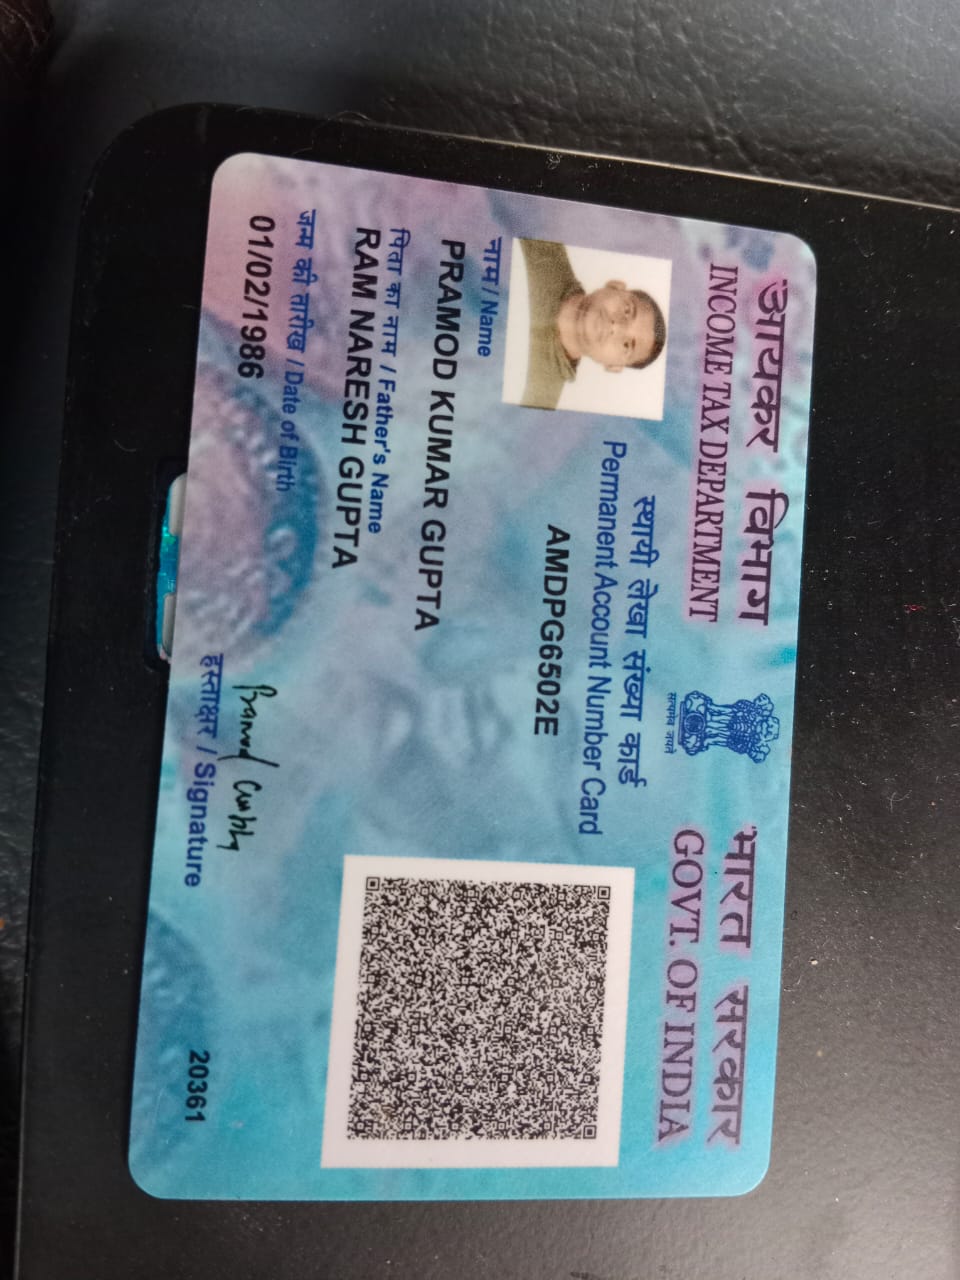 आयकर विभाग
INCOME TAX DEPARTMENT
सत्यमेव जयते
भारत सरकार
GOVT. OF INDIA
स्थायी लेखा संख्या कार्ड
Permanent Account Number Card
AMDPG6502E
नाम / Name
PRAMOD KUMAR GUPTA
पिता का नाम / Father's Name
RAM NARESH GUPTA
जन्म की तारीख / Date of Birth
01/02/1986
Pramod Gupta
हस्ताक्षर / Signature
20361